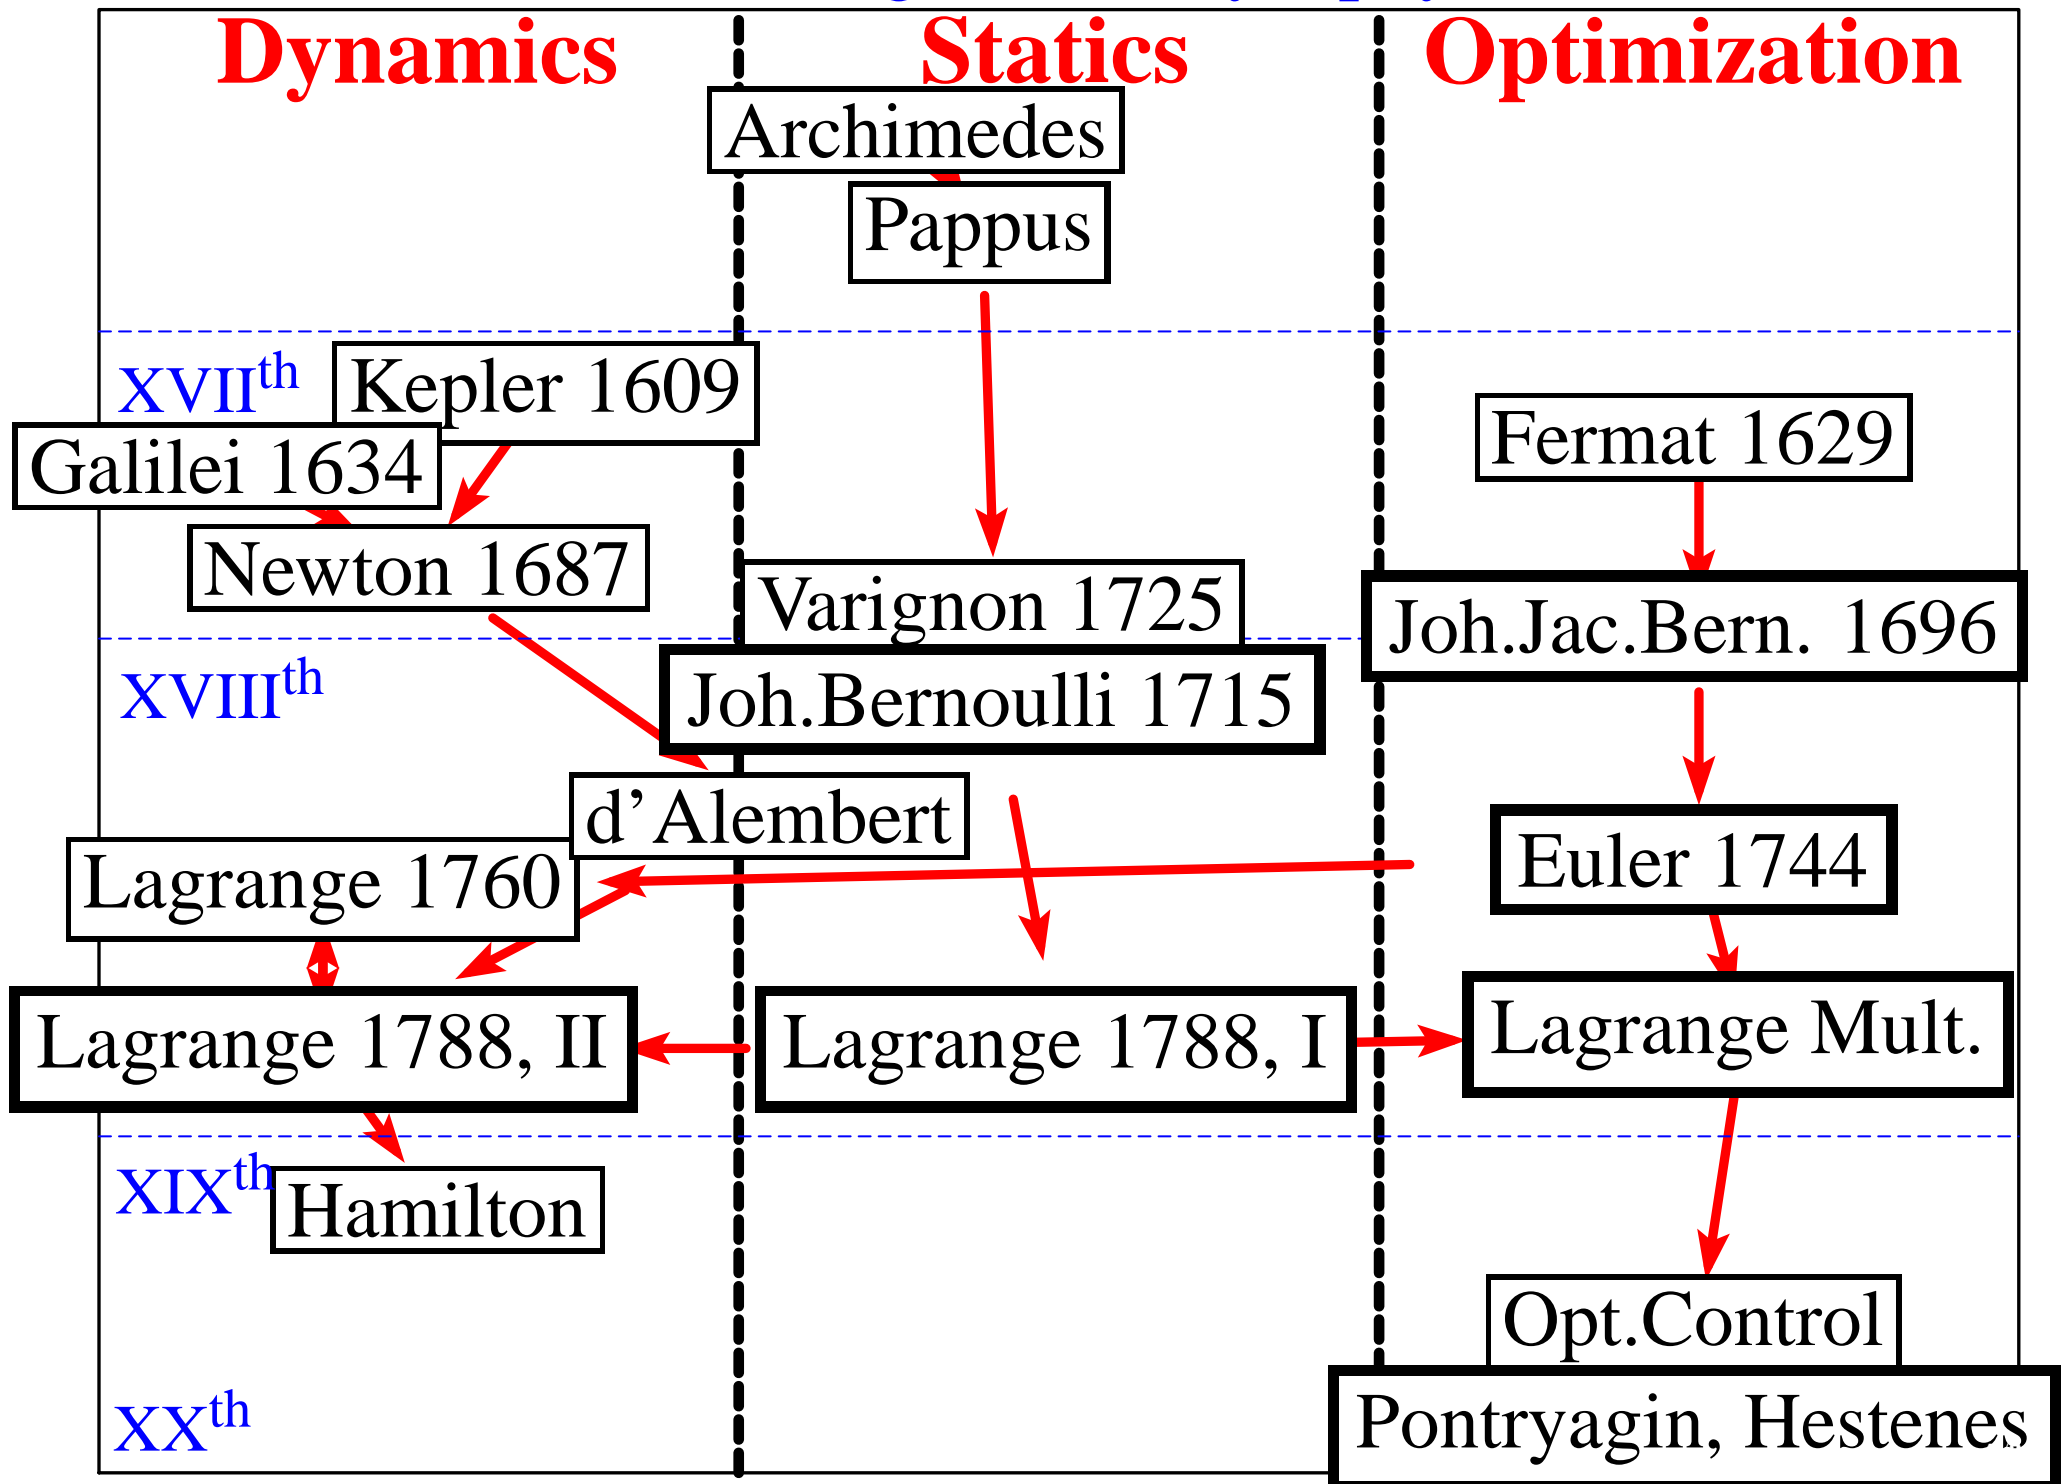 Dynamics
Statics
Optimization
Archimedes
Pappus
XVIIth
Kepler 1609
Galilei 1634
Fermat 1629
Newton 1687
Varignon 1725
Joh.Jac.Bern. 1696
XVIIIth
Joh.Bernoulli 1715
d'Alembert
Lagrange 1760
Euler 1744
Lagrange 1788, II
Lagrange 1788, I
Lagrange Mult.
XIXth
Hamilton
Opt.Control
XXth
Pontryagin, Hestenes